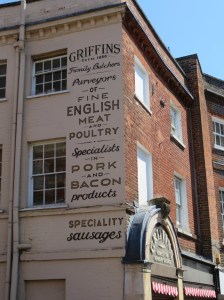 GRIFFINS
Family Butchers
Purveyors
OF
FINE
ENGLISH
MEAT
AND
POULTRY
Specialists
IN
PORK
AND
BACON
products
SPECIALITY
sausages